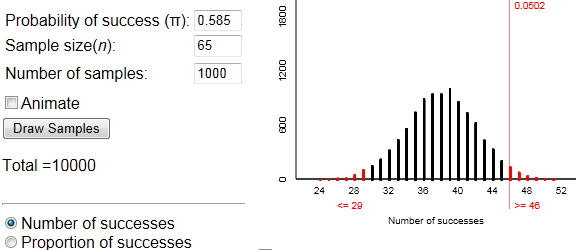 Probability of success (π): 0.585
Sample size(n): 65
Number of samples: 1000
Animate
Draw Samples
Total =10000
Number of successes
Proportion of successes
0.0502
1800
1200
600
0
24 28 32 36 40 44 48 52
<= 29 >= 46
Number of successes